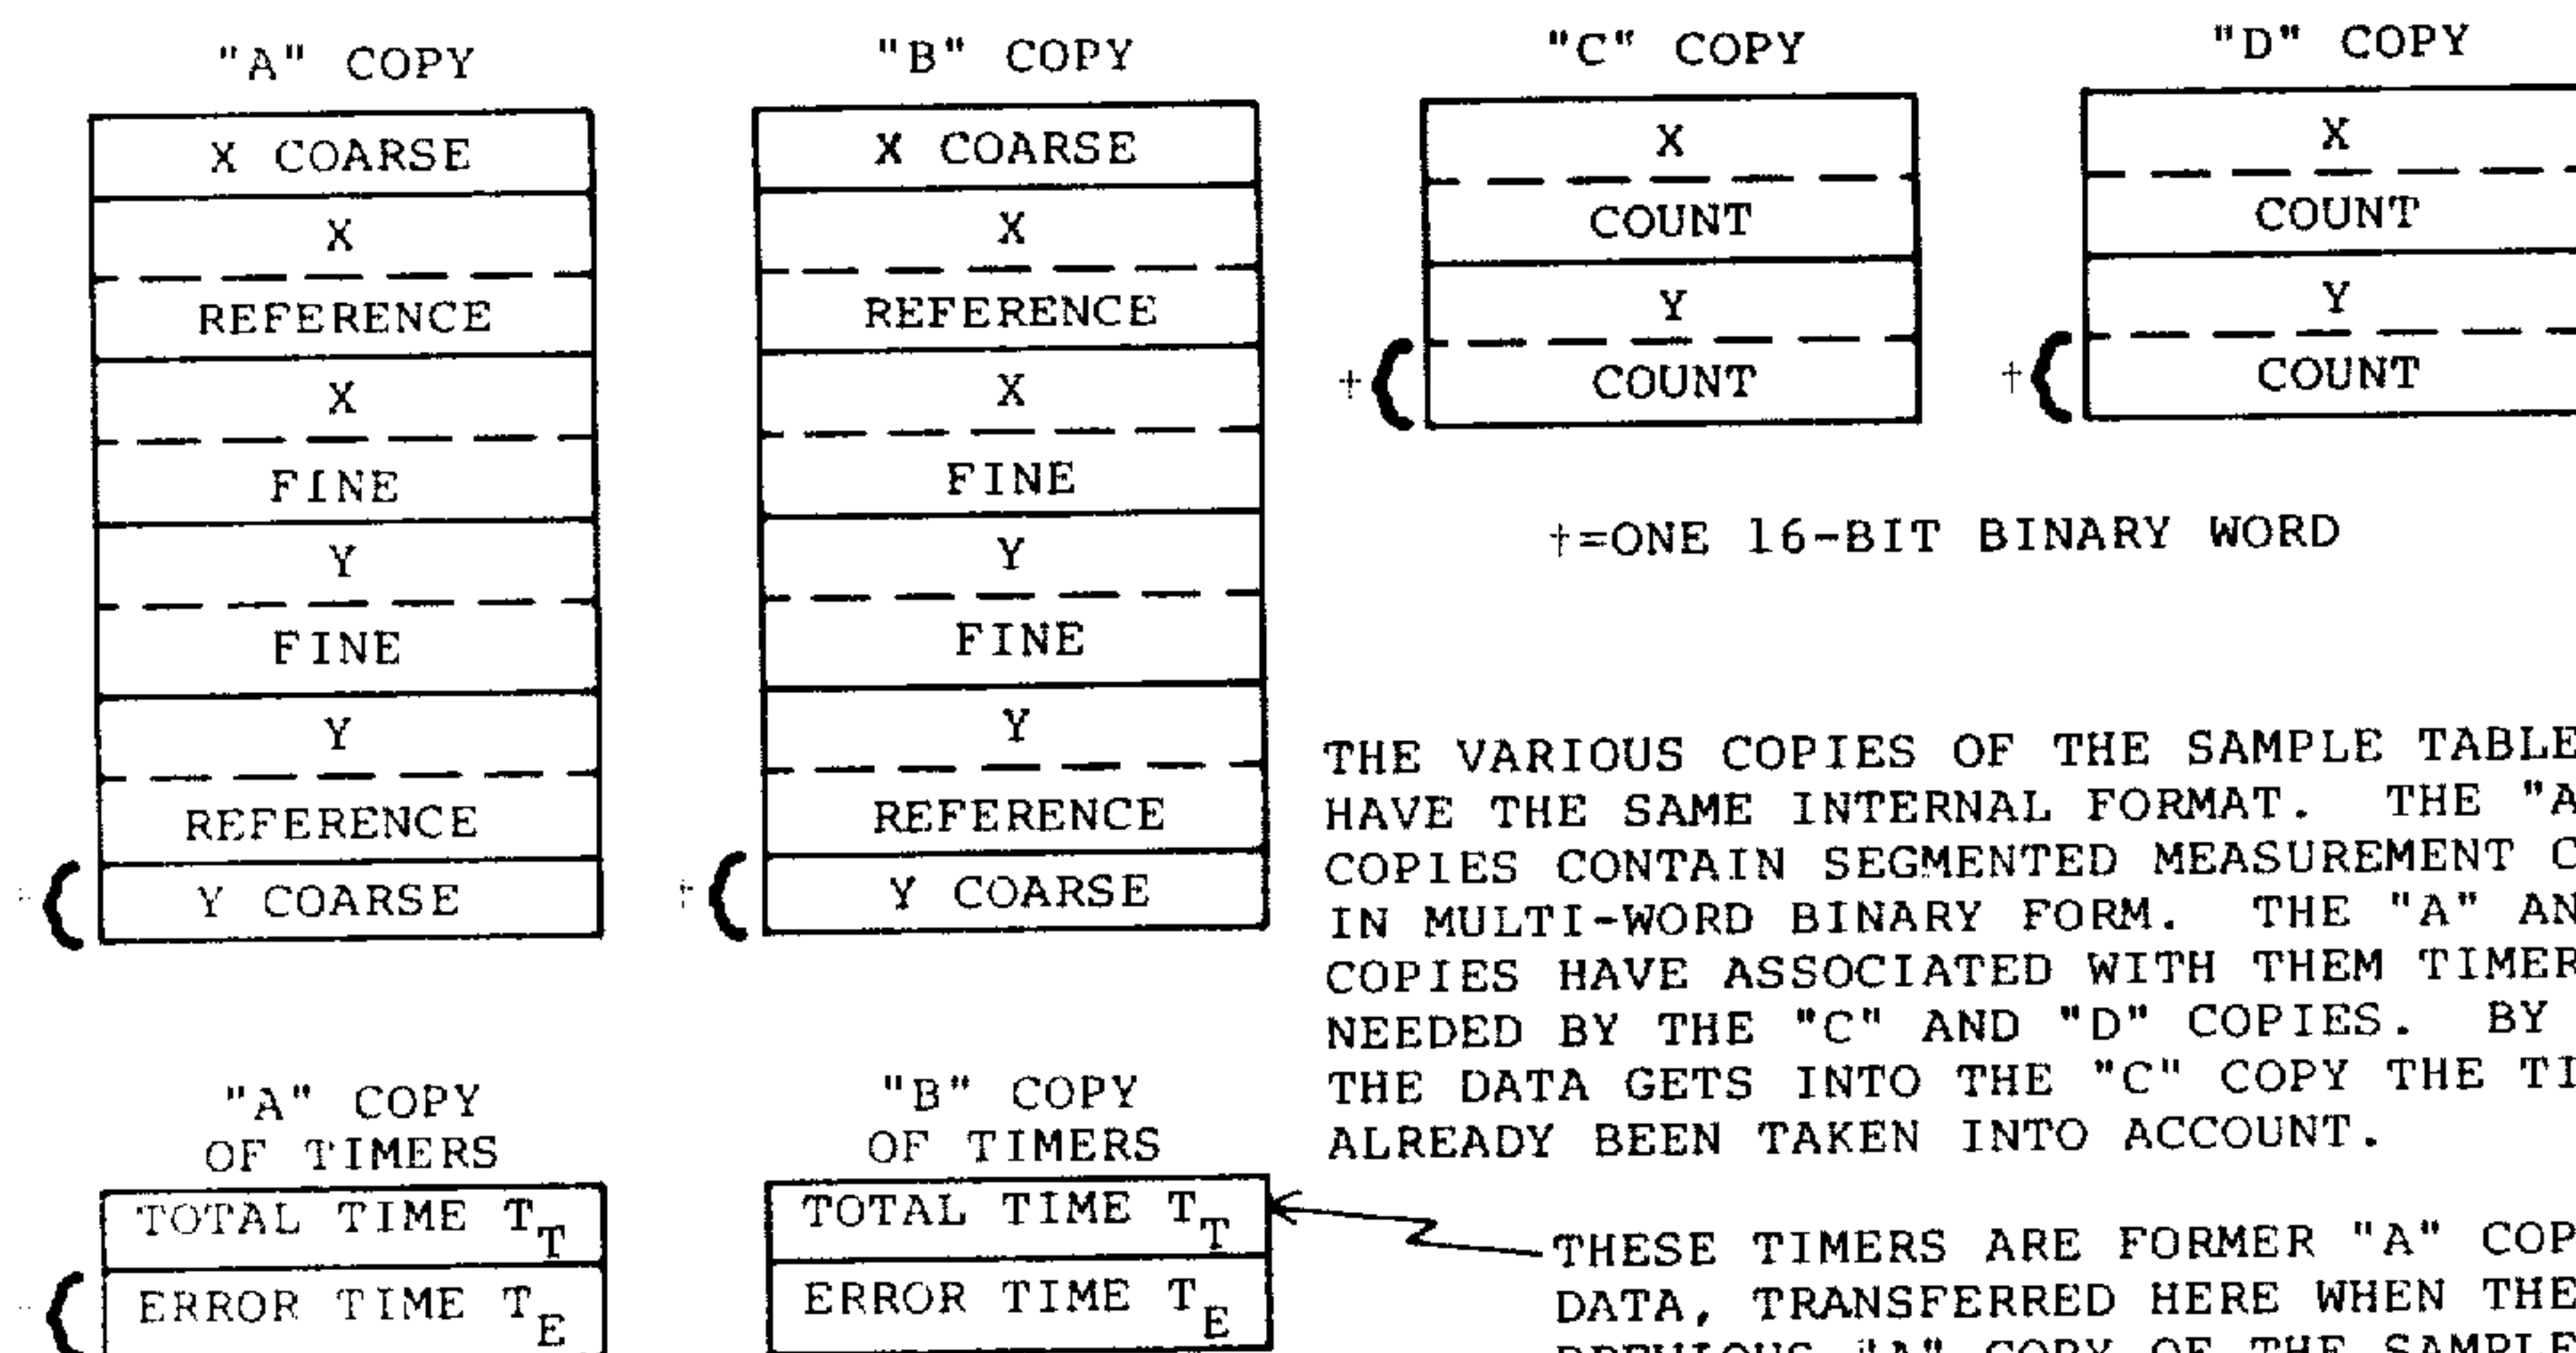 "A" COPY
X COARSE
X
REFERENCE
X
FINE
Y
FINE
Y
REFERENCE
Y COARSE
"B" COPY
X COARSE
X
REFERENCE
X
FINE
Y
FINE
Y
REFERENCE
†
Y COARSE
"C" COPY
X
COUNT
Y
†
COUNT
"D" COPY
X
COUNT
Y
†
COUNT
†=ONE 16-BIT BINARY WORD
THE VARIOUS COPIES OF THE SAMPLE TABLE
HAVE THE SAME INTERNAL FORMAT. THE "A
COPIES CONTAIN SEGMENTED MEASUREMENT
IN MULTI-WORD BINARY FORM. THE "A"
COPIES HAVE ASSOCIATED WITH THEM TIMER
NEEDED BY THE "C" AND "D" COPIES. BY
THE DATA GETS INTO THE "C" COPY THE
ALREADY BEEN TAKEN INTO ACCOUNT.
"A" COPY
OF TIMERS
TOTAL TIME T_T
ERROR TIME T_E
"B" COPY
OF TIMERS
TOTAL TIME T_T
ERROR TIME T_E
THESE TIMERS ARE FORMER "A" COP
DATA, TRANSFERRED HERE WHEN THE
PREVIOUS "A" COPY OF THE SAMPLE